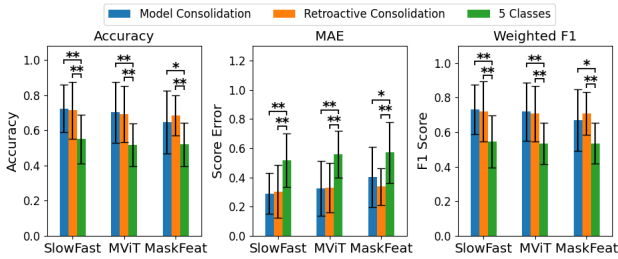 Model Consolidation Retroactive Consolidation 5 Classes
Accuracy
Accuracy
1.0
0.8
0.6
0.4
0.2
0.0
** ** *
** ** **
SlowFast MViT MaskFeat
MAE
Score Error
1.2
1.0
0.8
0.6
0.4
0.2
0.0
** ** *
** ** **
SlowFast MViT MaskFeat
Weighted F1
F1 Score
1.0
0.8
0.6
0.4
0.2
0.0
** ** *
** ** **
SlowFast MViT MaskFeat